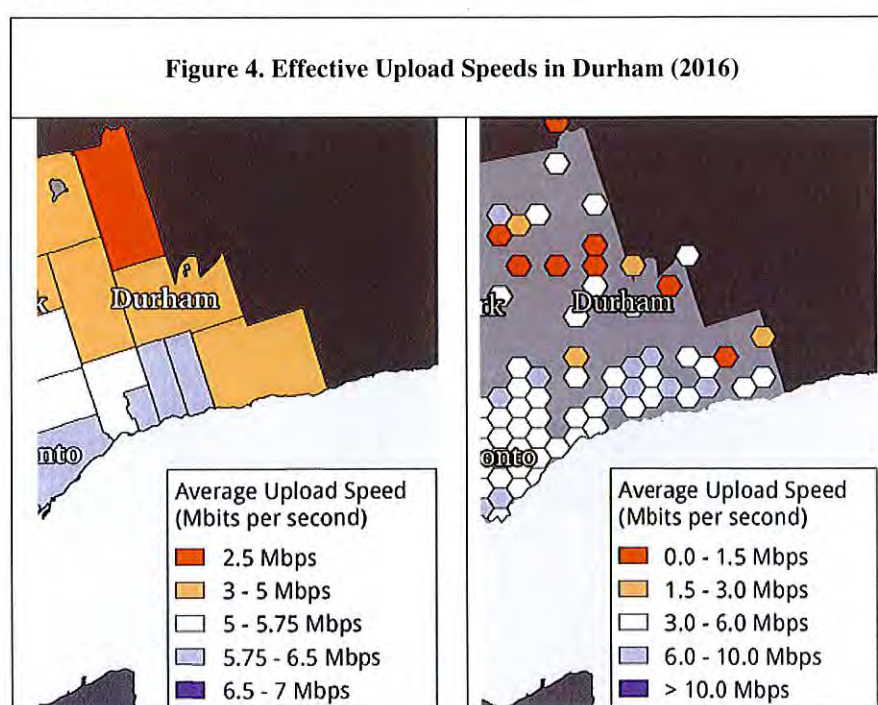 Figure 4. Effective Upload Speeds in Durham (2016)
k
Durham
onto
Average Upload Speed
(Mbits per second)
2.5 Mbps
3 - 5 Mbps
5 - 5.75 Mbps
5.75 - 6.5 Mbps
6.5 - 7 Mbps
rk
Durham
onto
Average Upload Speed
(Mbits per second)
0.0 - 1.5 Mbps
1.5 - 3.0 Mbps
3.0 - 6.0 Mbps
6.0 - 10.0 Mbps
> 10.0 Mbps